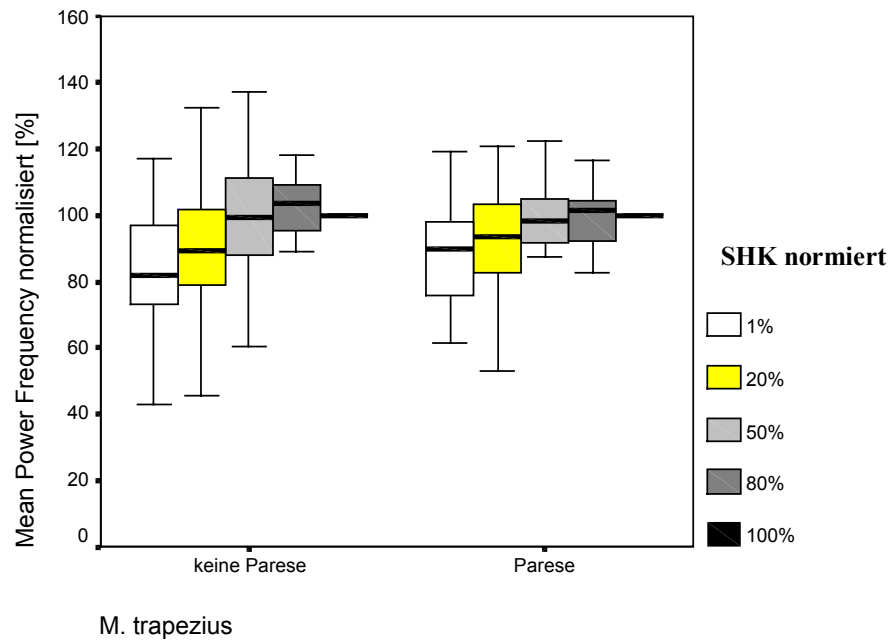 160
140
120
100
80
60
40
20
0
Mean Power Frequency normalisiert [%]
keine Parese
Parese
M. trapezius
SHK normiert
1%
20%
50%
80%
100%